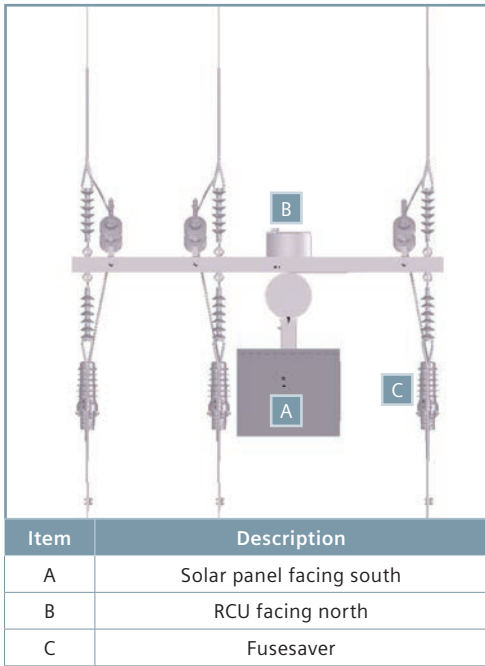 B
C
A
Item Description
A Solar panel facing south
B RCU facing north
C Fusesaver